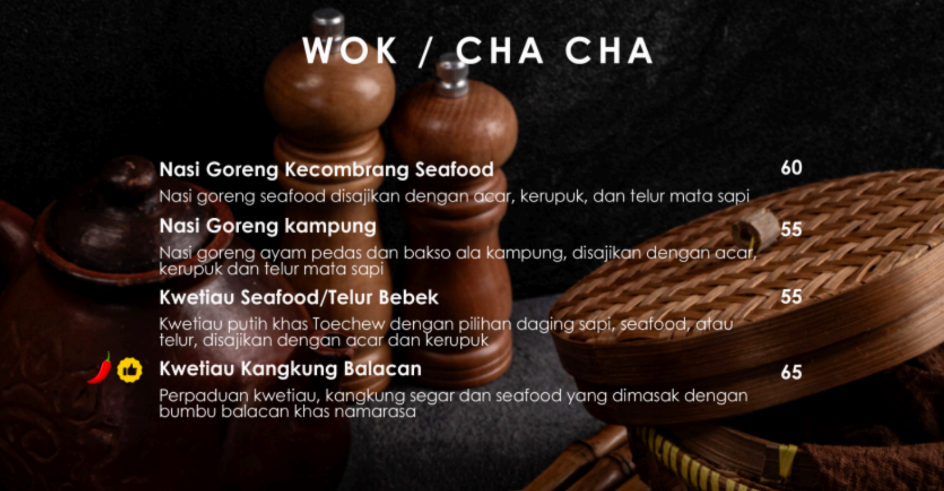 WOK / CHA CHA
Nasi Goreng Kecombrang Seafood 60
Nasi goreng seafood disajikan dengan acar, kerupuk, dan telur mata sapi
Nasi Goreng kampung 55
Nasi goreng ayam pedas dan bakso ala kampung, disajikan dengan acar,
kerupuk dan telur mata sapi
Kwetiau Seafood/Telur Bebek 55
Kwetiau putih khas Toechew dengan pilihan daging sapi, seafood, atau
telur, disajikan dengan acar dan kerupuk
Kwetiau Kangkung Balacan 65
Perpaduan kwetiau, kangkung segar dan seafood yang dimasak dengan
bumbu balacan khas namarasa